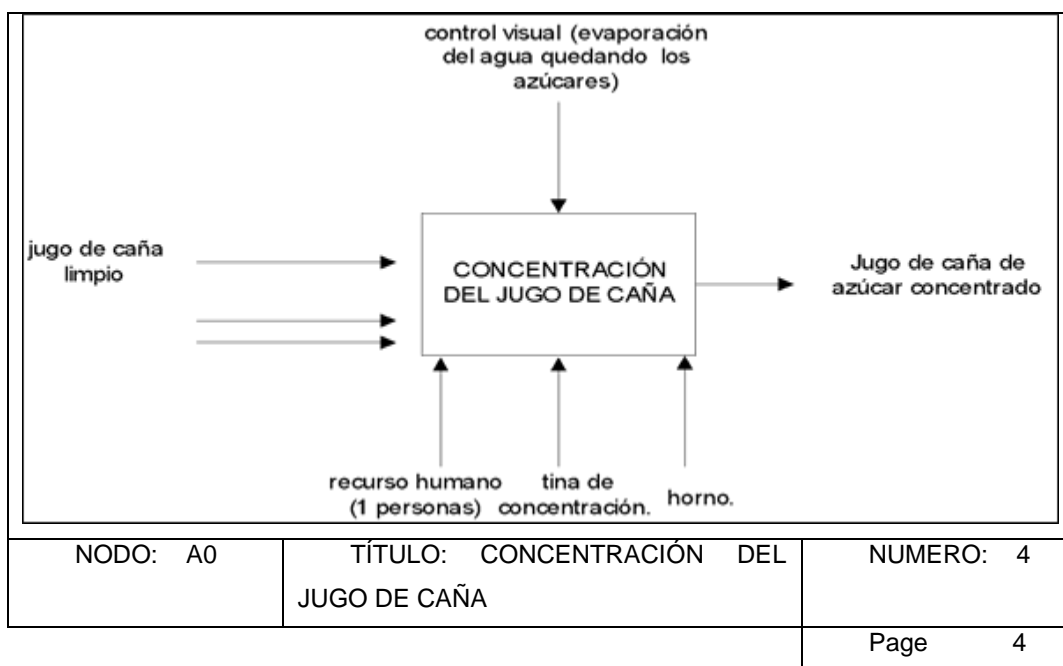 control visual (evaporación
del agua quedando los
azúcares)
jugo de caña
limpio
CONCENTRACIÓN
DEL JUGO DE CAÑA
Jugo de caña de
azúcar concentrado
recurso humano
(1 personas)
tina de
concentración.
horno.
NODO: A0
TÍTULO: CONCENTRACIÓN DEL
JUGO DE CAÑA
NUMERO: 4
Page 4